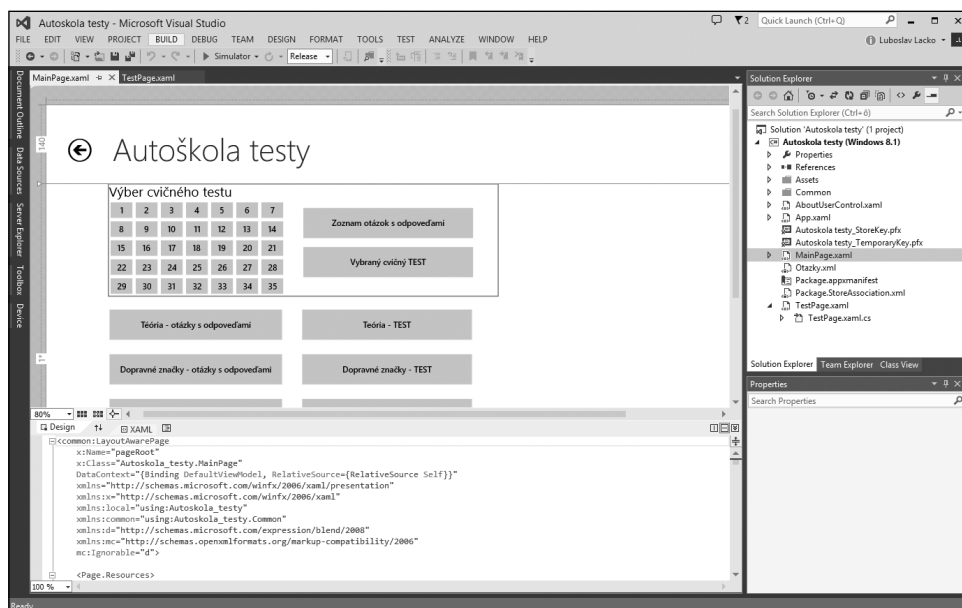 Autoskola testy - Microsoft Visual Studio
2
Quick Launch (Ctrl+Q)
FILE EDIT VIEW PROJECT BUILD DEBUG TEAM DESIGN FORMAT TOOLS TEST ANALYZE WINDOW HELP
Luboslav Lacko
Simulator
Release
MainPage.xaml
TestPage.xaml
Document Outline
Data Sources
Server Explorer
Toolbox
Device
140
1*
Autoškola testy
Výber cvičného testu
1 2 3 4 5 6 7
8 9 10 11 12 13 14
15 16 17 18 19 20 21
22 23 24 25 26 27 28
29 30 31 32 33 34 35
Zoznam otázok s odpoveďami
Vybraný cvičný TEST
Téória - otázky s odpoveďami
Teória - TEST
Dopravné značky - otázky s odpoveďami
Dopravné značky - TEST
80%
Design
XAML
<common:LayoutAwarePage
x:Name="pageRoot"
x:Class="Autoskola_testy.MainPage"
DataContext="{Binding DefaultViewModel, RelativeSource={RelativeSource Self}}"
xmlns="http://schemas.microsoft.com/winfx/2006/xaml/presentation"
xmlns:x="http://schemas.microsoft.com/winfx/2006/xaml"
xmlns:local="using:Autoskola_testy"
xmlns:common="using:Autoskola_testy.Common"
xmlns:d="http://schemas.microsoft.com/expression/blend/2008"
xmlns:mc="http://schemas.openxmlformats.org/markup-compatibility/2006"
mc:Ignorable="d">
<Page.Resources>
100 %
Ready
Solution Explorer
Search Solution Explorer (Ctrl+ô)
Solution 'Autoskola testy' (1 project)
Autoskola testy (Windows 8.1)
Properties
References
Assets
Common
AboutUserControl.xaml
App.xaml
Autoskola testy_StoreKey.pfx
Autoskola testy_TemporaryKey.pfx
MainPage.xaml
Otazky.xml
Package.appxmanifest
Package.StoreAssociation.xml
TestPage.xaml
TestPage.xaml.cs
Solution Explorer Team Explorer Class View
Properties
Search Properties